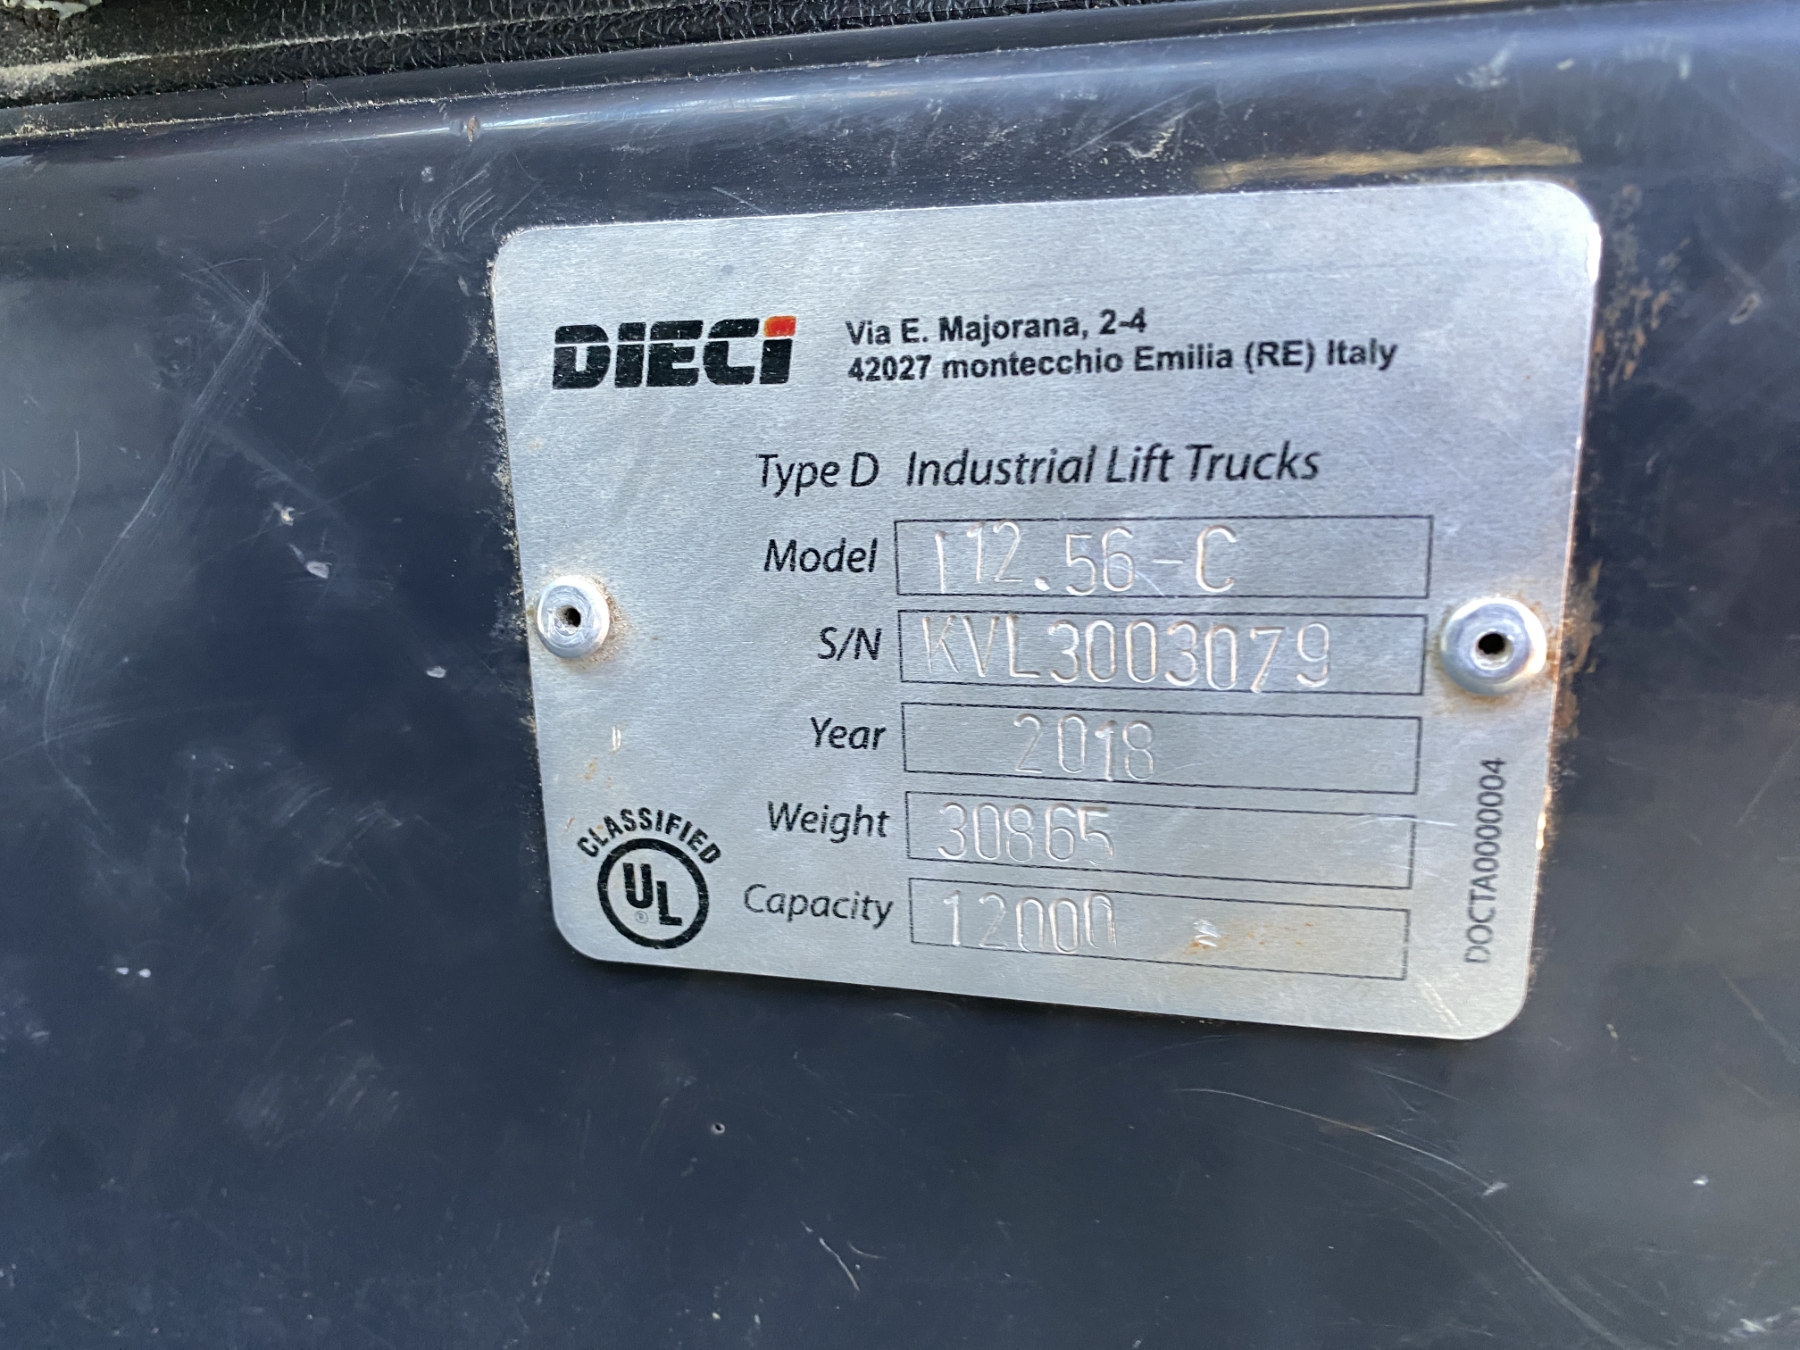 DIECI
Via E. Majorana, 2-4
42027 montecchio Emilia (RE) Italy
Type D Industrial Lift Trucks
Model I12.56-C
S/N KVL3003079
Year 2018
Weight 30865
Capacity 12000
CLASSIFIED
UL
®
DOCTA000004